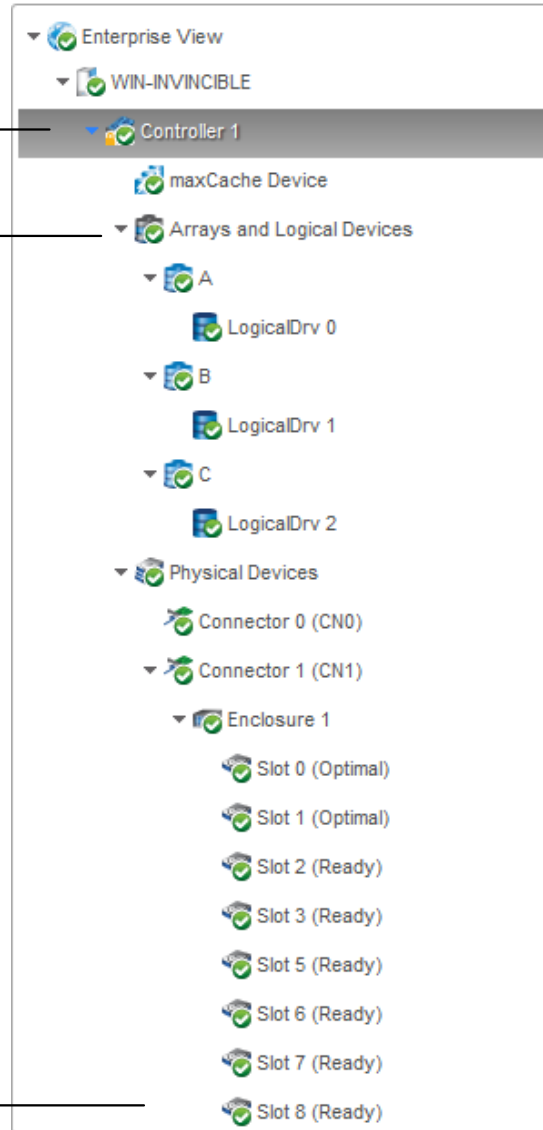 Enterprise View
WIN-INVINCIBLE
Controller 1
maxCache Device
Arrays and Logical Devices
A
LogicalDrv 0
B
LogicalDrv 1
C
LogicalDrv 2
Physical Devices
Connector 0 (CN0)
Connector 1 (CN1)
Enclosure 1
Slot 0 (Optimal)
Slot 1 (Optimal)
Slot 2 (Ready)
Slot 3 (Ready)
Slot 5 (Ready)
Slot 6 (Ready)
Slot 7 (Ready)
Slot 8 (Ready)